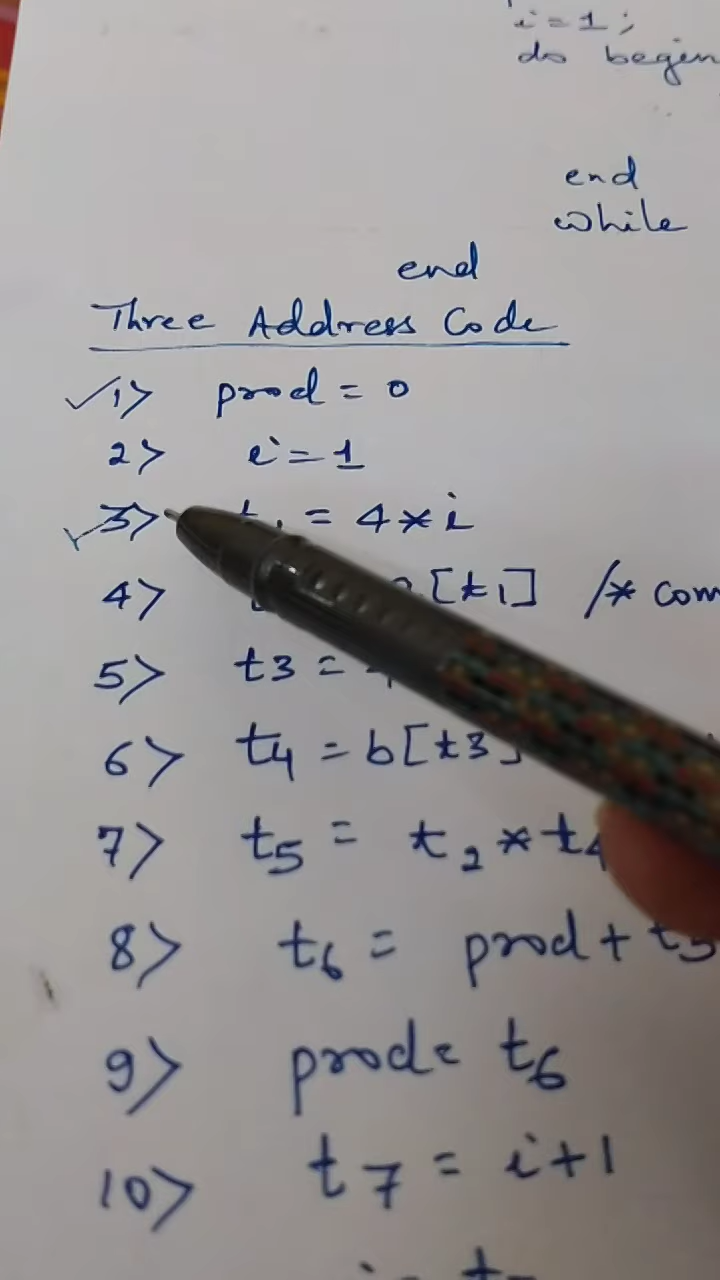 i = 1;
do begin
end
while
end
Three Address Code
1> prod = 0
2> i = 1
3> = 4 * i
4> [t1] /* com
5> t3 =
6> t4 = b[t3]
7> t5 = t2 * t4
8> t6 = prod + t5
9> prod = t6
10> t7 = i+1